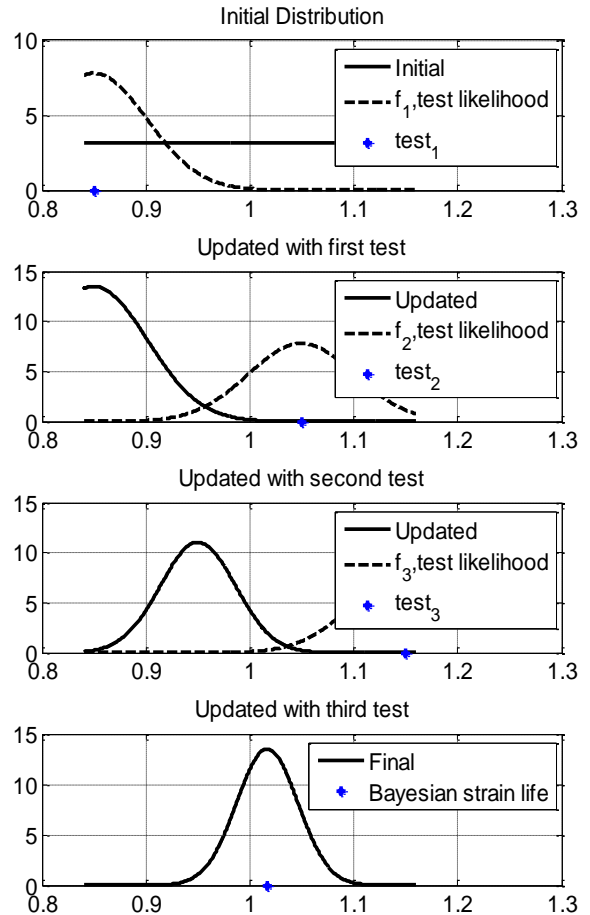 Initial Distribution
10
5
0
0.8 0.9 1 1.1 1.2 1.3
Initial
f1,test likelihood
test1
Updated with first test
15
10
5
0
0.8 0.9 1 1.1 1.2 1.3
Updated
f2,test likelihood
test2
Updated with second test
15
10
5
0
0.8 0.9 1 1.1 1.2 1.3
Updated
f3,test likelihood
test3
Updated with third test
15
10
5
0
0.8 0.9 1 1.1 1.2 1.3
Final
Bayesian strain life